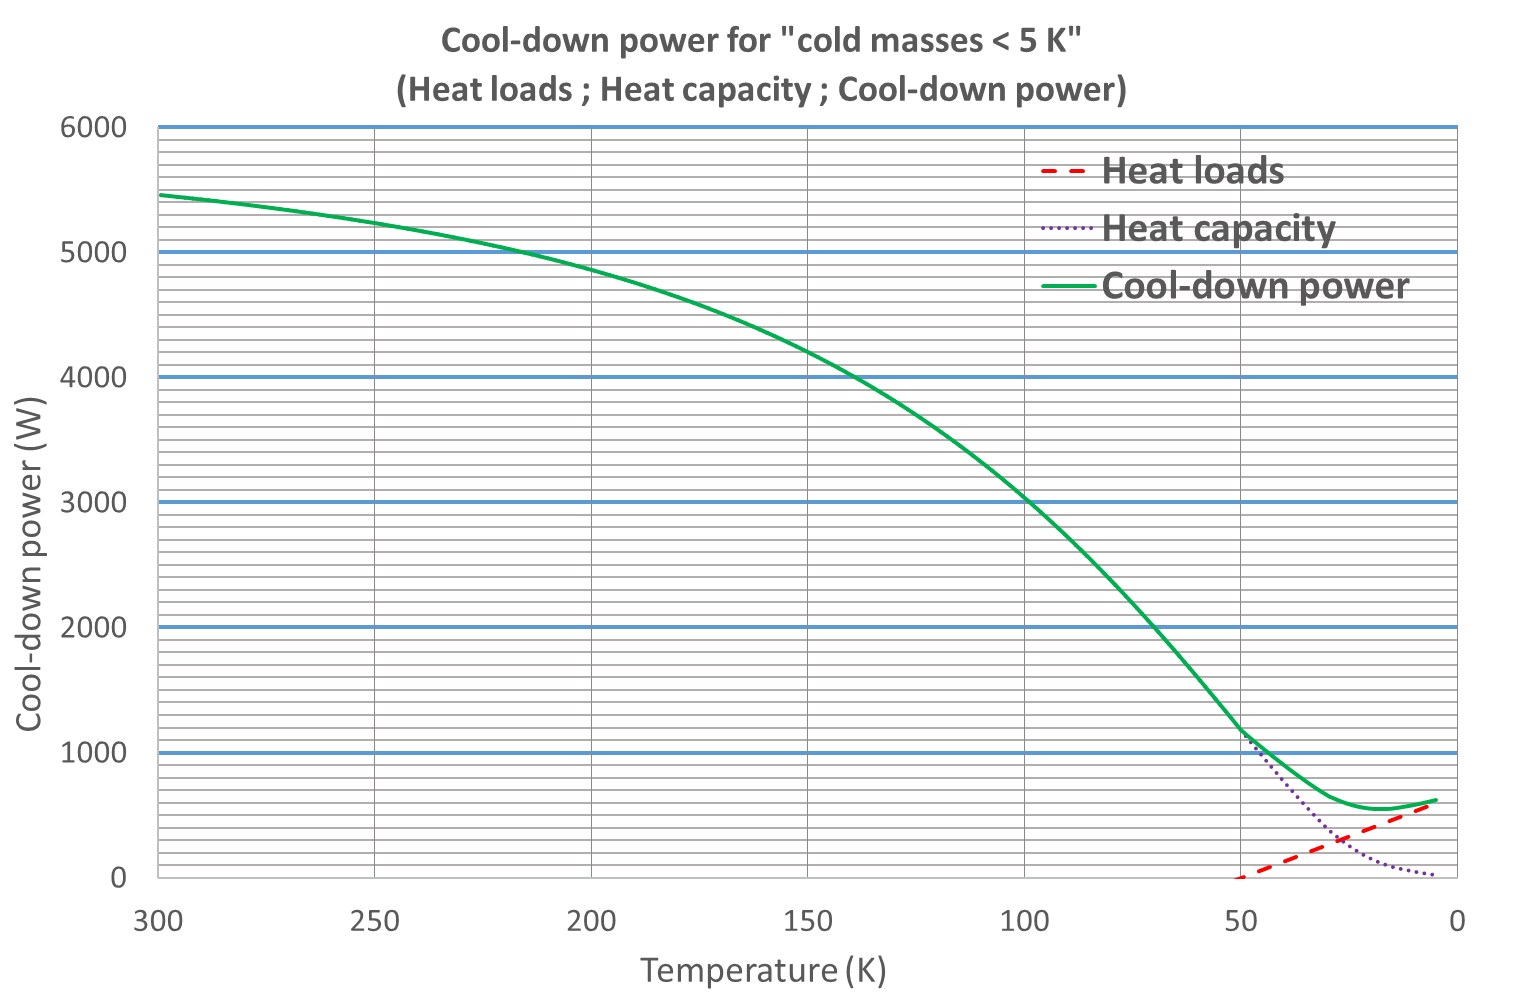 Cool-down power for "cold masses < 5 K"
(Heat loads ; Heat capacity ; Cool-down power)
6000
5000
4000
3000
2000
1000
0
Cool-down power (W)
Heat loads
Heat capacity
Cool-down power
300
250
200
150
100
50
0
Temperature (K)